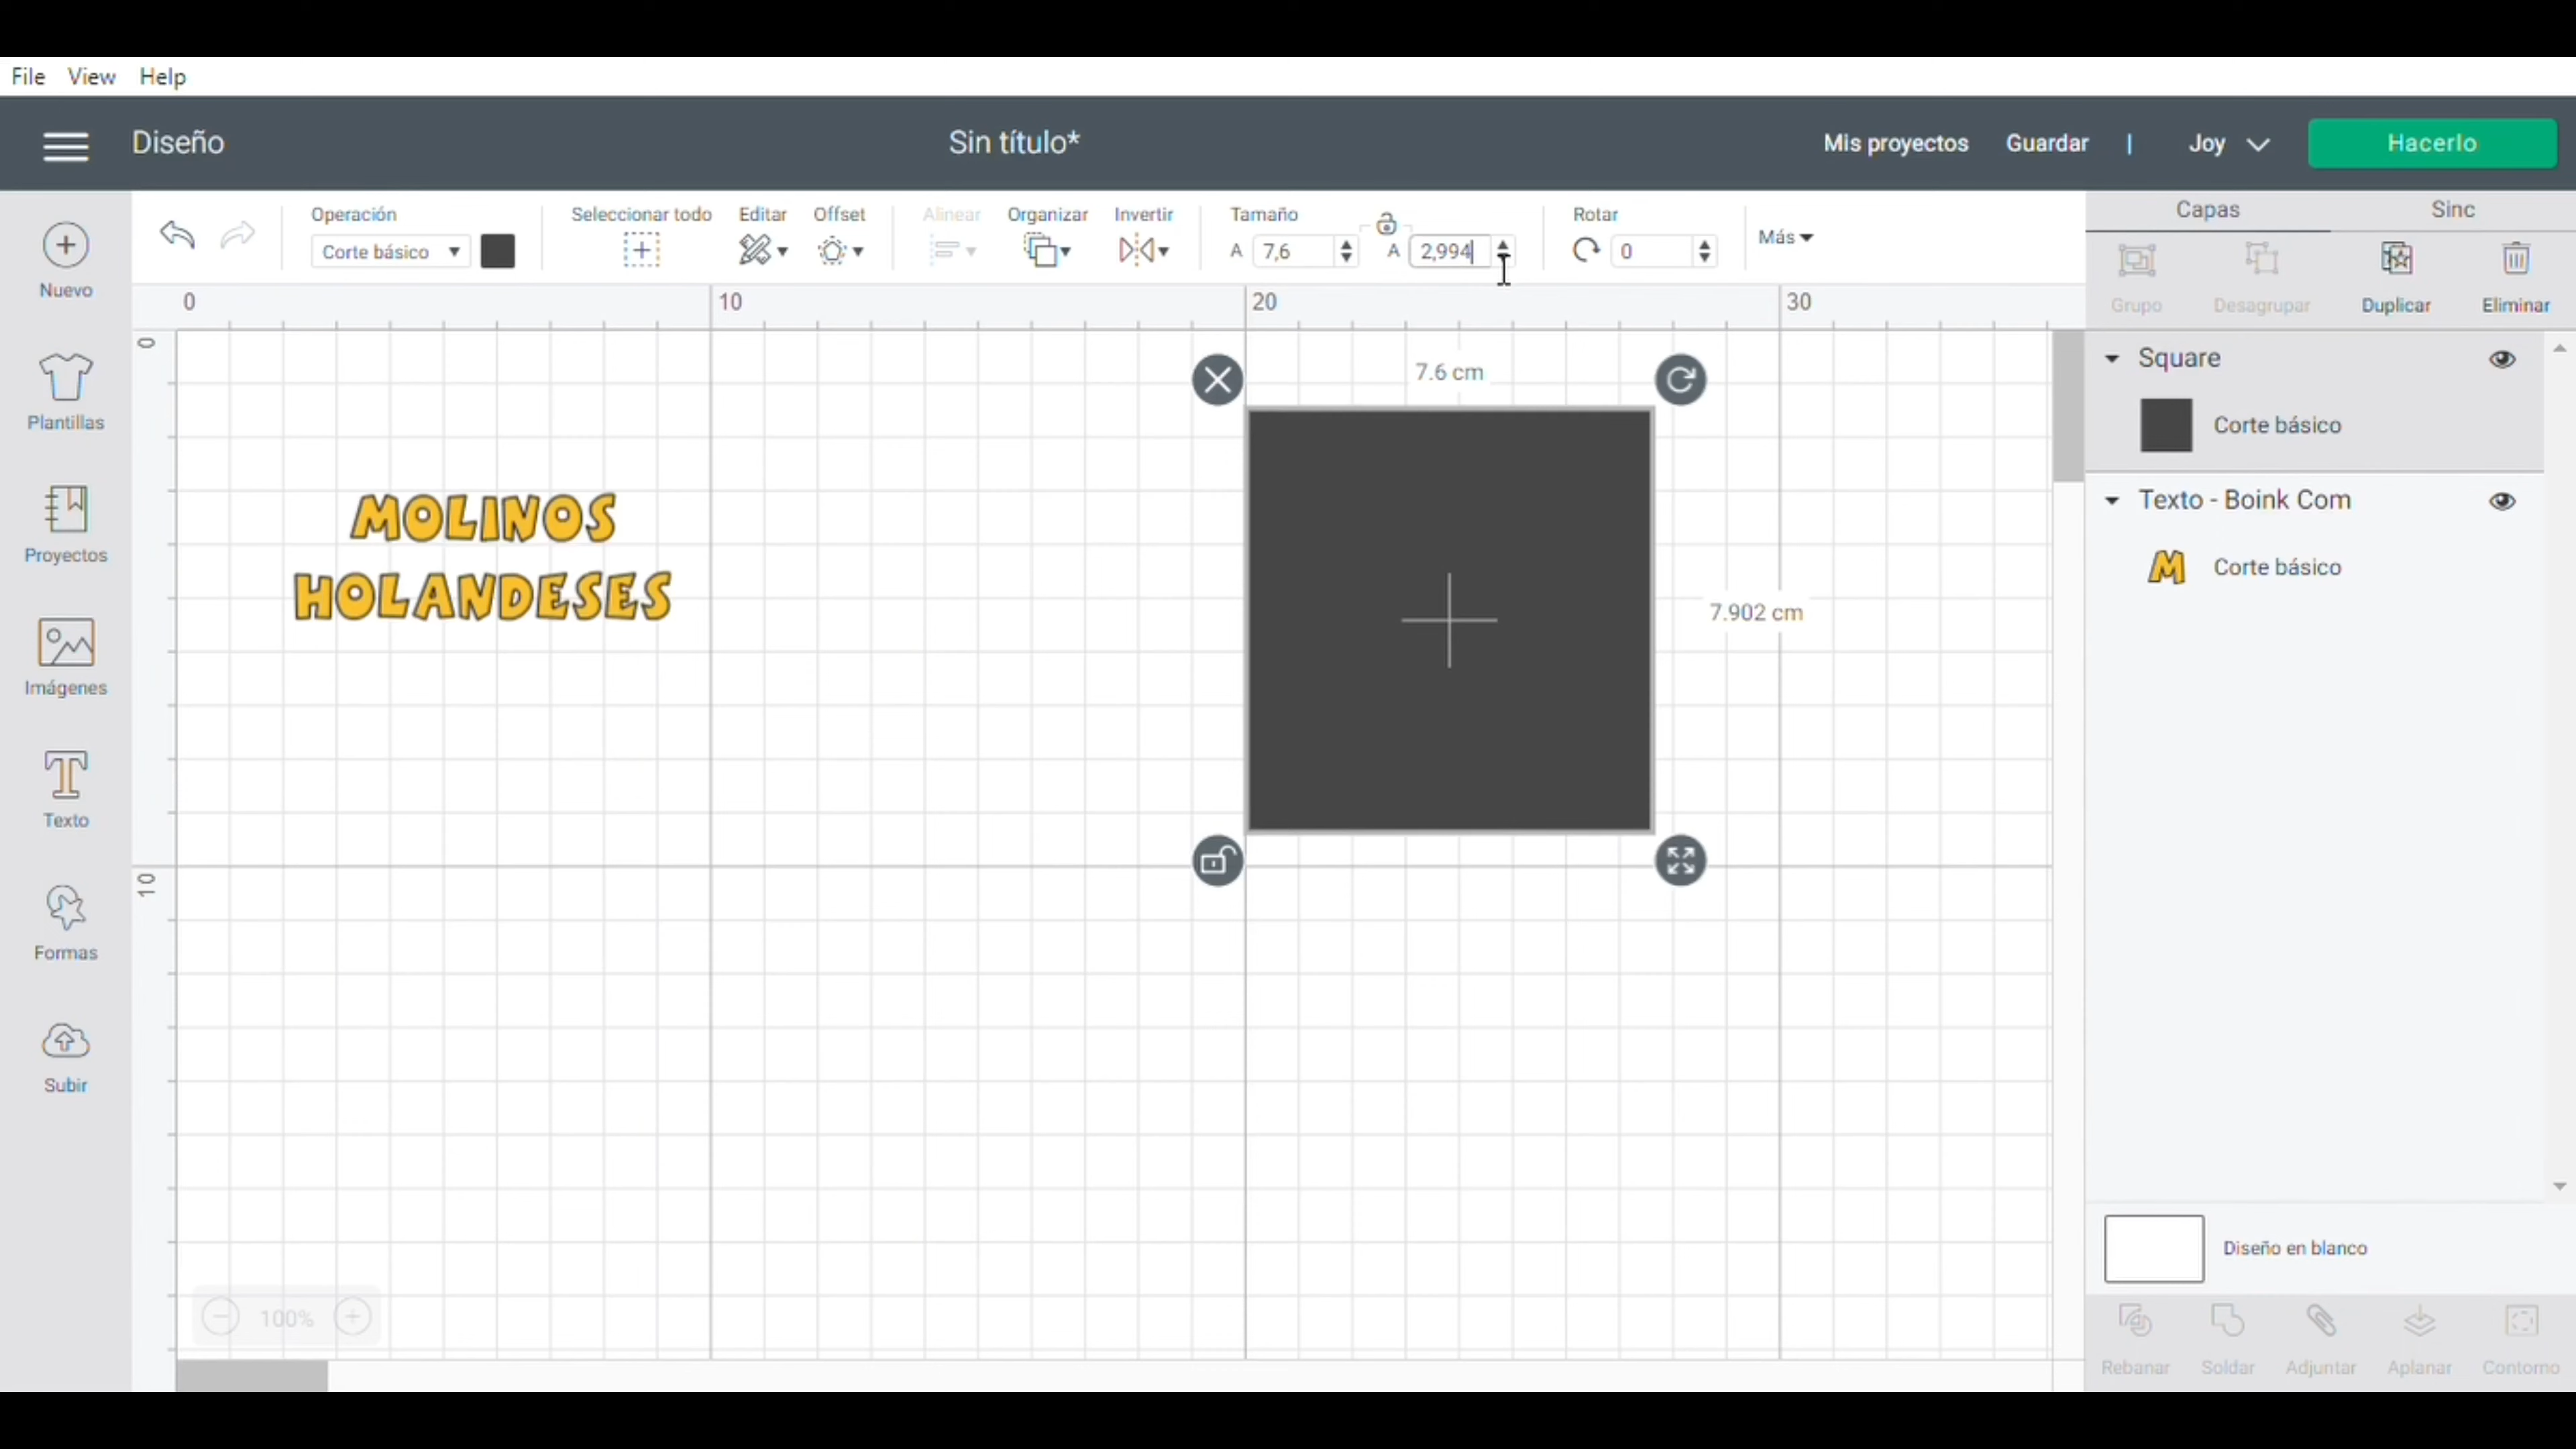 File View Help
Diseño
Sin título*
Mis proyectos Guardar | Joy
Hacerlo
Nuevo
Plantillas
Proyectos
Imágenes
Texto
Formas
Subir
Operación
Corte básico
Seleccionar todo
Editar
Offset
Alinear
Organizar
Invertir
Tamaño
A 7,6
A 2,994
Rotar
0
Más
0 10 20 30
0
10
MOLINOS
HOLANDESES
7.6 cm
7.902 cm
100%
Capas Sinc
Grupo Desagrupar Duplicar Eliminar
Square
Corte básico
Texto - Boink Com
M Corte básico
Diseño en blanco
Rebanar Soldar Adjuntar Aplanar Contorno